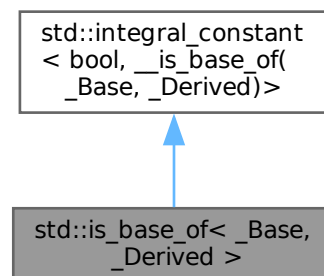 std::integral_constant
< bool, __is_base_of(
_Base, _Derived)>
std::is_base_of< _Base,
_Derived >